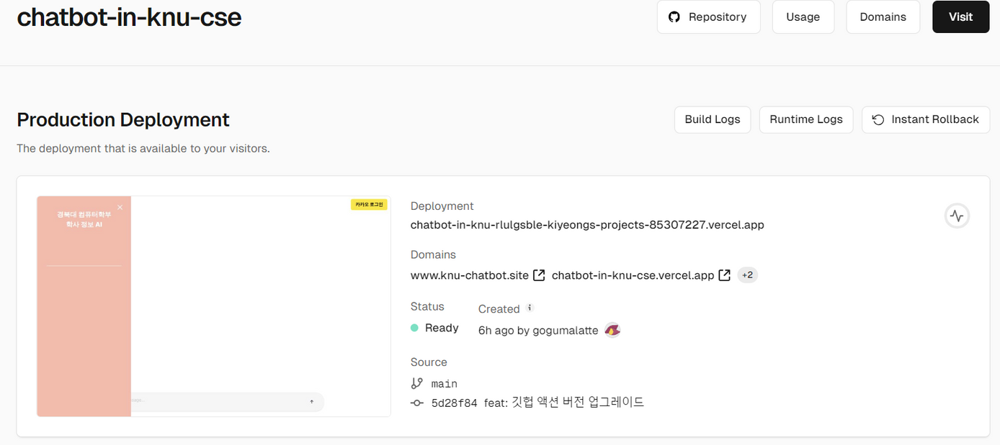 chatbot-in-knu-cse
Repository
Usage
Domains
Visit
Production Deployment
The deployment that is available to your visitors.
Build Logs
Runtime Logs
Instant Rollback
경북대 컴퓨터학부
학사 정보 AI
카카오 로그인
Deployment
chatbot-in-knu-rlulgsble-kiyeongs-projects-85307227.vercel.app
Domains
www.knu-chatbot.site chatbot-in-knu-cse.vercel.app +2
Status
Created
Ready
6h ago by gogumalatte
Source
main
5d28f84 feat: 깃헙 액션 버전 업그레이드